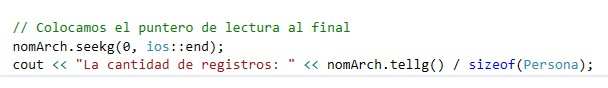 // Colocamos el puntero de lectura al final
nomArch.seekg(0, ios::end);
cout << "La cantidad de registros: " << nomArch.tellg() / sizeof(Persona);